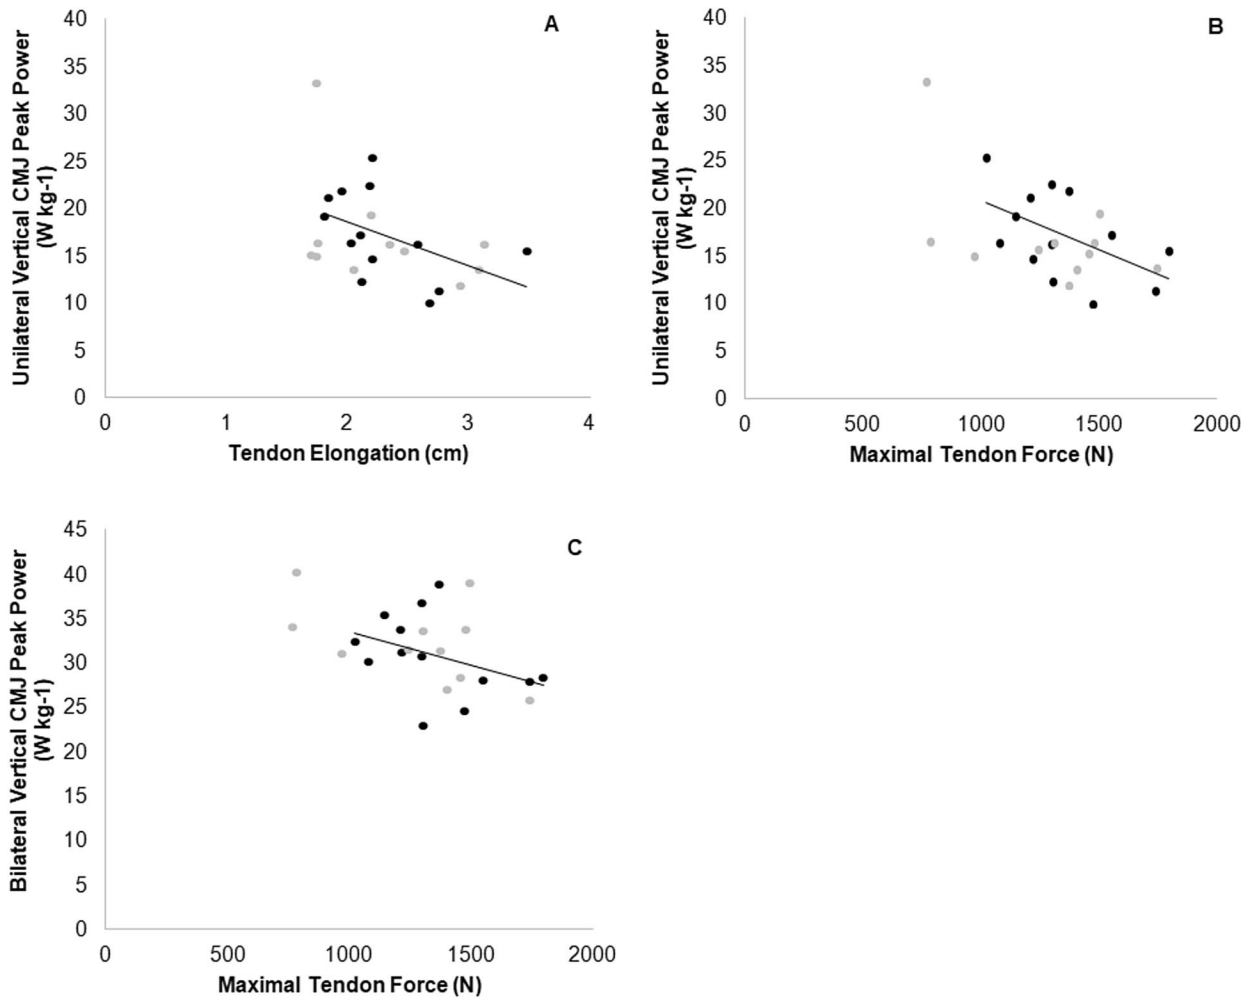 A
Unilateral Vertical CMJ Peak Power
(W kg-1)
40
35
30
25
20
15
10
5
0
0 1 2 3 4
Tendon Elongation (cm)
B
Unilateral Vertical CMJ Peak Power
(W kg-1)
40
35
30
25
20
15
10
5
0
0 500 1000 1500 2000
Maximal Tendon Force (N)
C
Bilateral Vertical CMJ Peak Power
(W kg-1)
45
40
35
30
25
20
15
10
5
0
0 500 1000 1500 2000
Maximal Tendon Force (N)